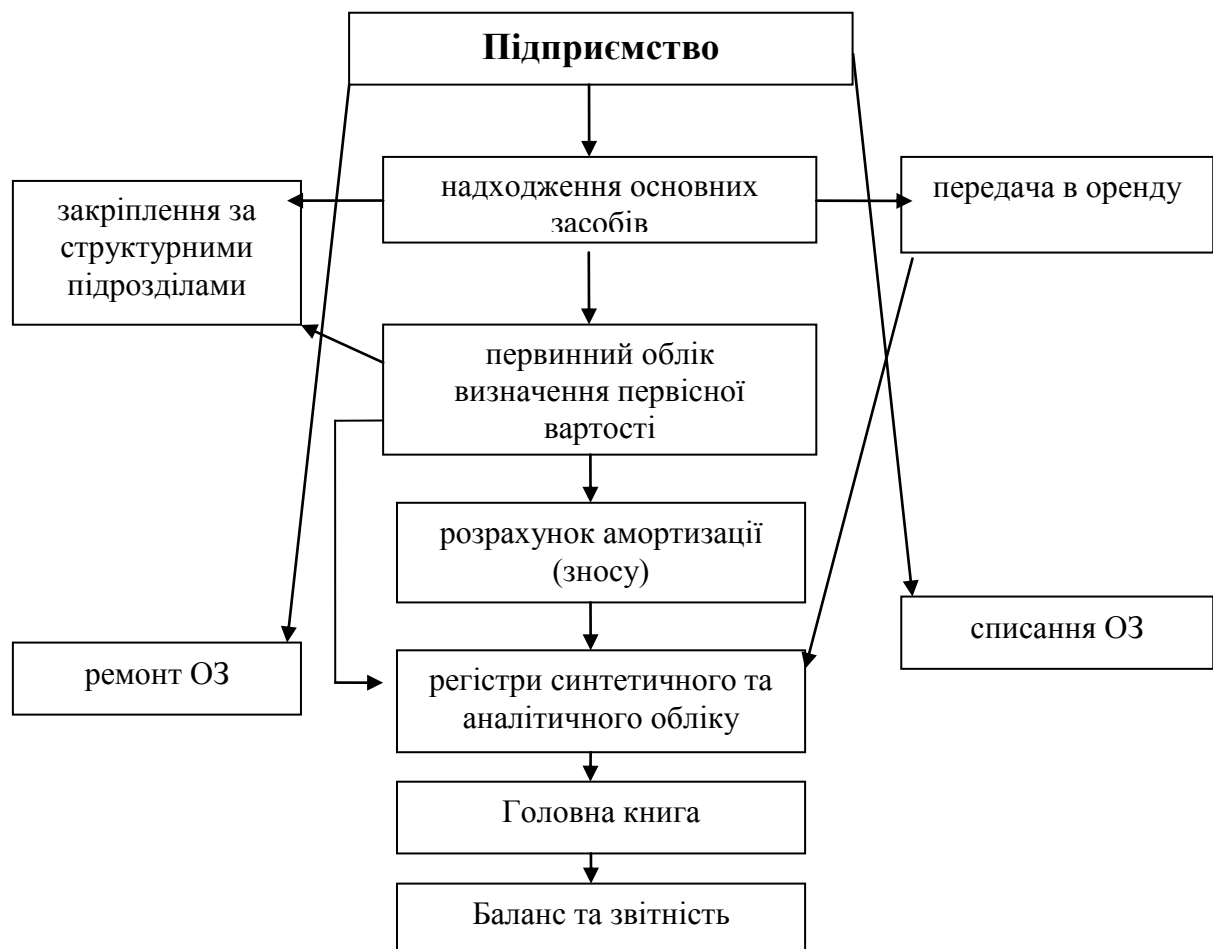 Підприємство
надходження основних
засобів
передача в оренду
закріплення за
структурними
підрозділами
первинний облік
визначення первісної
вартості
розрахунок амортизації
(зносу)
списання ОЗ
ремонт ОЗ
регістри синтетичного та
аналітичного обліку
Головна книга
Баланс та звітність